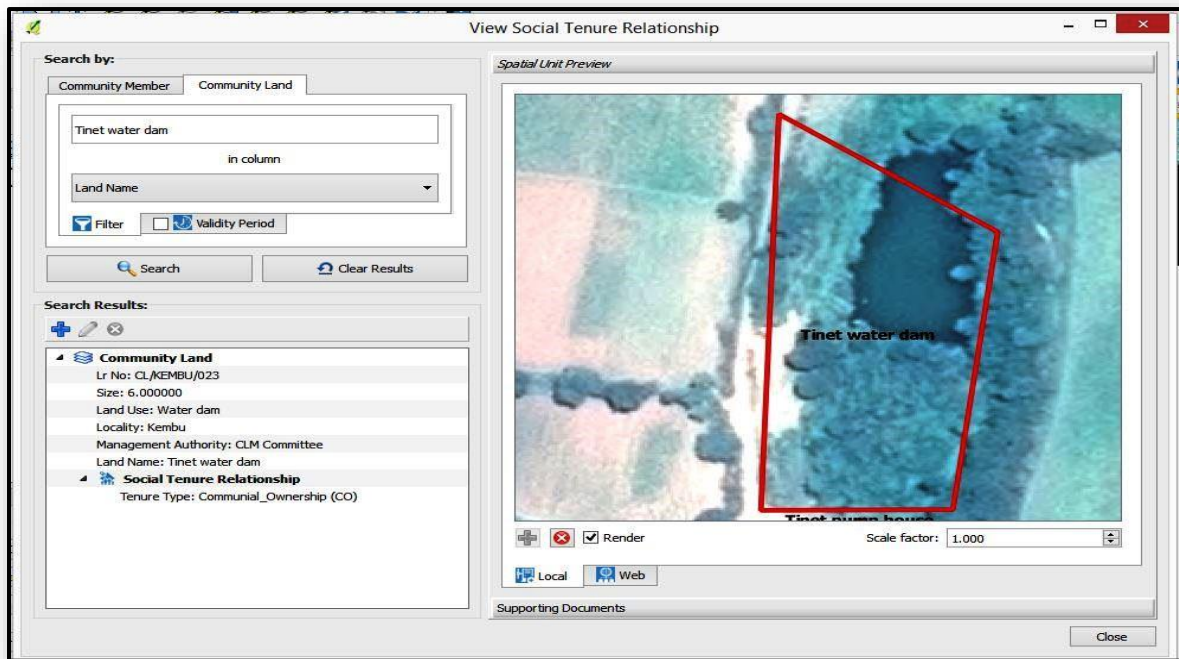 View Social Tenure Relationship
Search by:
Community Member
Community Land
Tinet water dam
in column
Land Name
Filter
Validity Period
Search
Clear Results
Search Results:
Community Land
Lr No: CL/KEMBU/023
Size: 6.000000
Land Use: Water dam
Locality: Kembu
Management Authority: CLM Committee
Land Name: Tinet water dam
Social Tenure Relationship
Tenure Type: Communial_Ownership (CO)
Spatial Unit Preview
Tinet water dam
Tinet pump house
Render
Scale factor: 1.000
Local
Web
Supporting Documents
Close